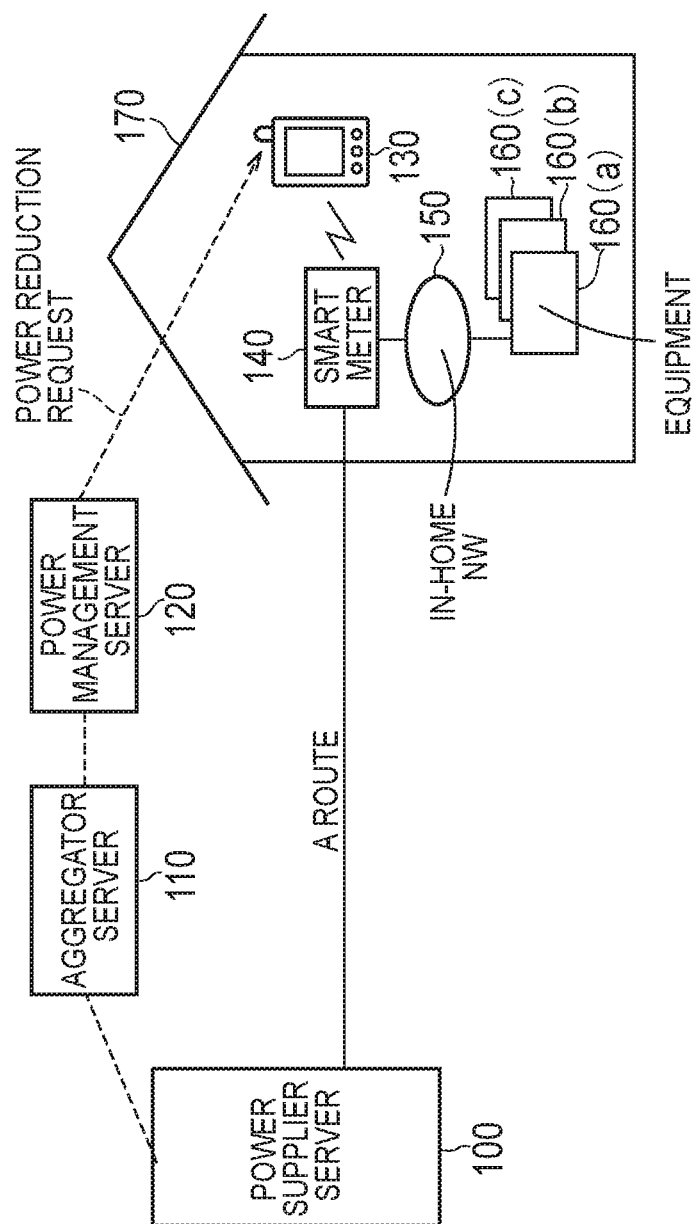 POWER
SUPPLIER
SERVER
100
AGGREGATOR
SERVER
110
POWER
MANAGEMENT
SERVER
120
POWER REDUCTION
REQUEST
170
130
A ROUTE
140
SMART
METER
150
IN-HOME
NW
160(c)
160(b)
160(a)
EQUIPMENT